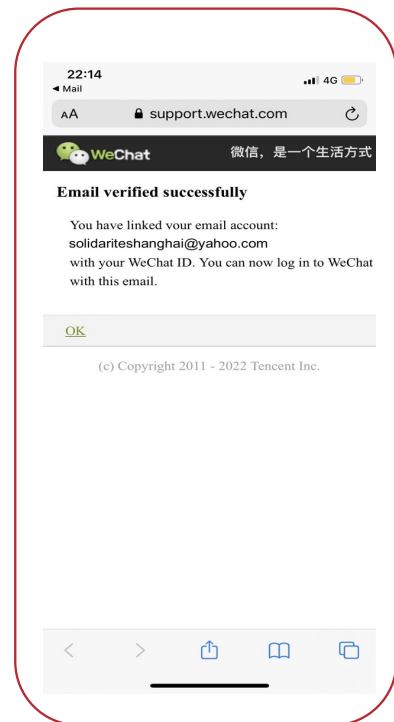 22:14
4G
◀ Mail
AA support.wechat.com
WeChat 微信，是一个生活方式
Email verified successfully
You have linked your email account:
solidariteshanghai@yahoo.com
with your WeChat ID. You can now log in to WeChat
with this email.
OK
(c) Copyright 2011 - 2022 Tencent Inc.